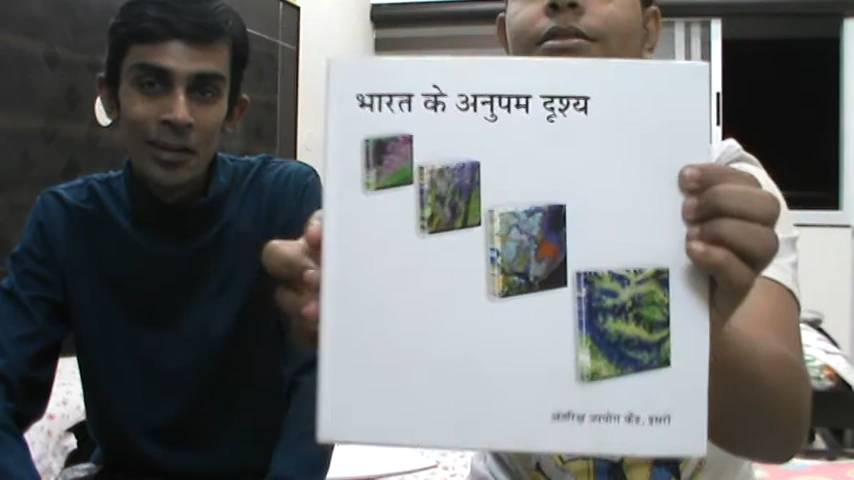 भारत के अनुपम दृश्य
अंतरिक्ष उपयोग केंद्र, इसरो